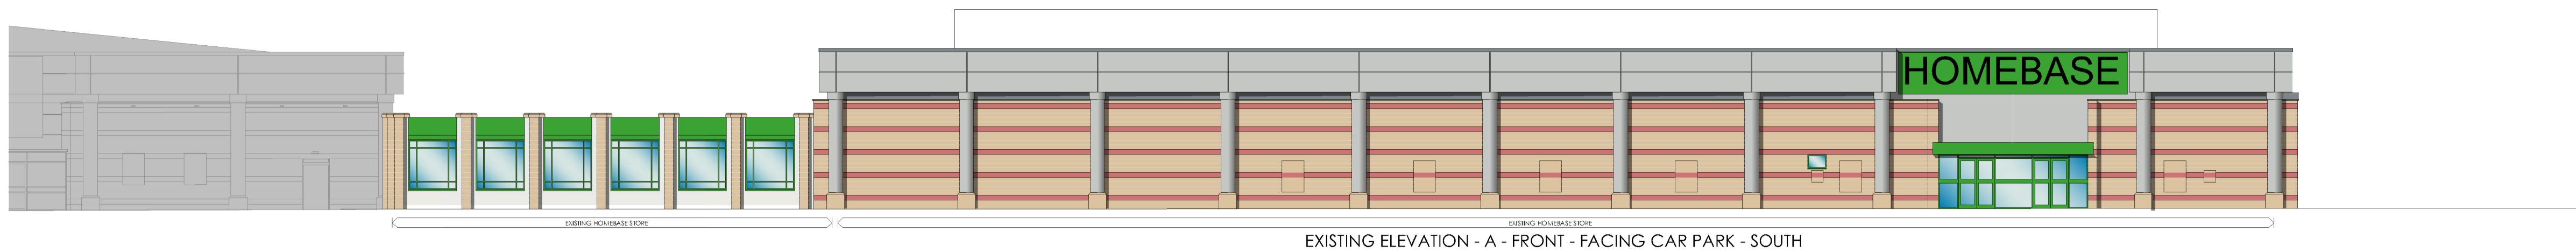 HOMEBASE
EXISTING HOMEBASE STORE
EXISTING HOMEBASE STORE
EXISTING ELEVATION - A - FRONT - FACING CAR PARK - SOUTH